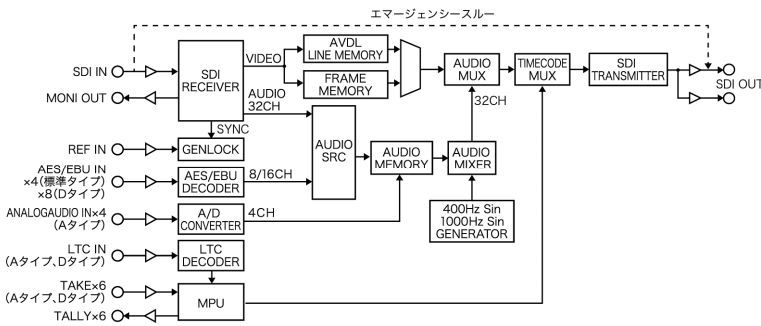 エマージェンシースルー
SDI IN
MONI OUT
SDI
RECEIVER
VIDEO
AVDL
LINE MEMORY
FRAME
MEMORY
AUDIO
MUX
TIMECODE
MUX
SDI
TRANSMITTER
SDI OUT
AUDIO
32CH
32CH
SYNC
REF IN
GENLOCK
AUDIO
SRC
AUDIO
MEMORY
AUDIO
MIXER
AES/EBU IN
×4(標準タイプ)
×8(Dタイプ)
AES/EBU
DECODER
8/16CH
ANALOGAUDIO IN×4
(Aタイプ)
A/D
CONVERTER
4CH
400Hz Sin
1000Hz Sin
GENERATOR
LTC IN
(Aタイプ、Dタイプ)
LTC
DECODER
TAKE×6
(Aタイプ、Dタイプ)
TALLY×6
MPU